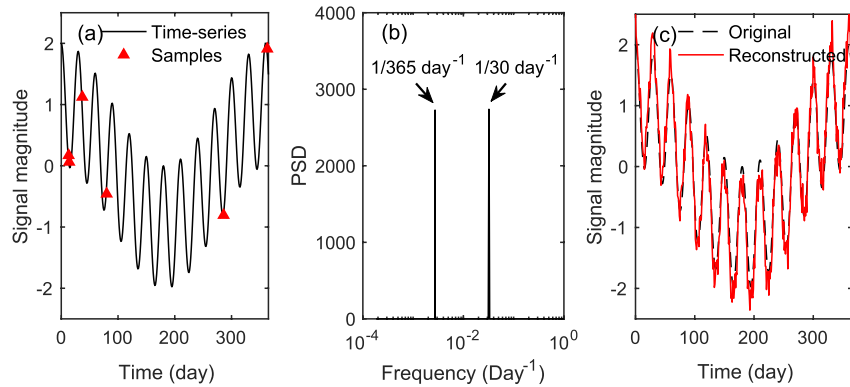 (a)
Time-series
Samples
2
1
0
-1
-2
0 100 200 300
Signal magnitude
Time (day)
(b)
1/365 day-1
1/30 day-1
5000
4000
3000
2000
1000
0
10-4 10-2 100
PSD
Frequency (Day-1)
(c)
Original
Reconstructed
2
1
0
-1
-2
0 100 200 300
Signal magnitude
Time (day)